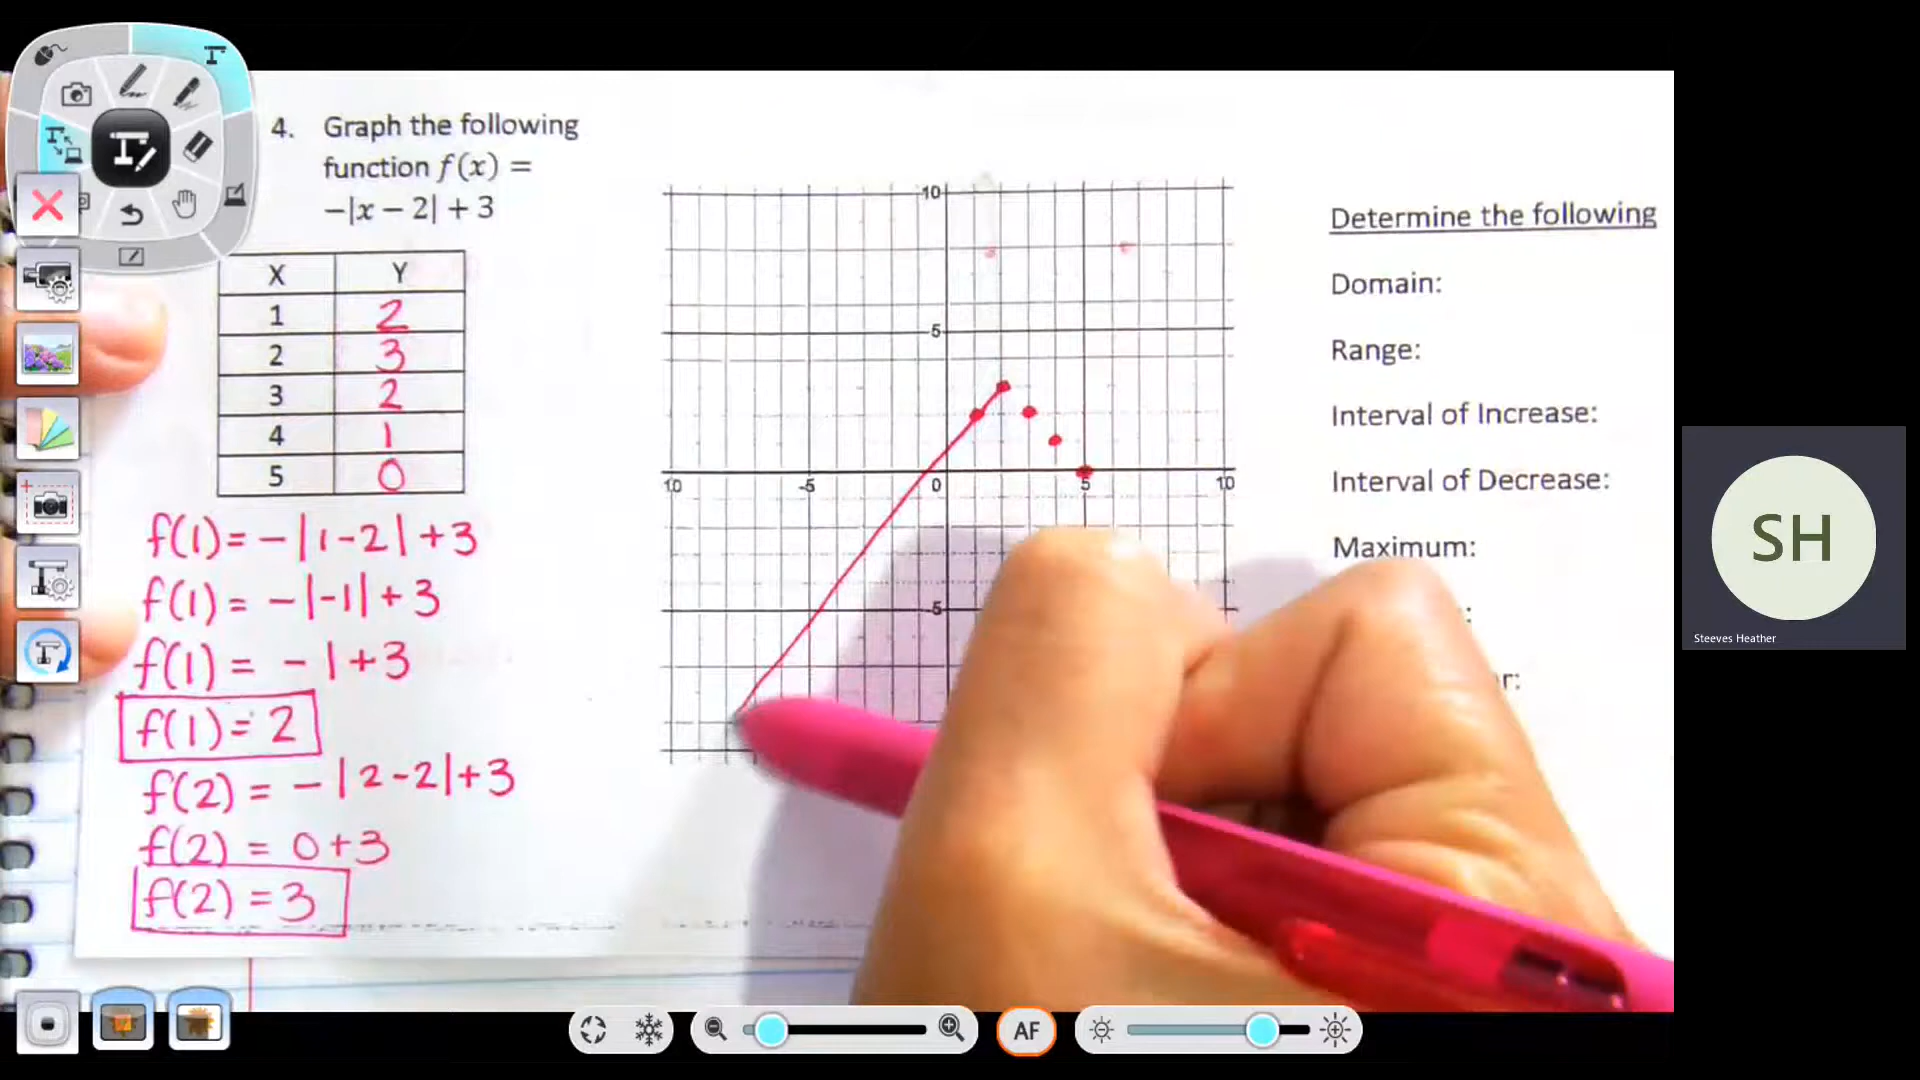 4. Graph the following
function f(x) =
−|x − 2| + 3
X Y
1 2
2 3
3 2
4 1
5 0
f(1) = -|1-2|+3
f(1) = -|-1|+3
f(1) = -1+3
f(1) = 2
f(2) = -|2-2|+3
f(2) = 0+3
f(2) = 3
10
5
10 -5 0 5 10
-5
Determine the following
Domain:
Range:
Interval of Increase:
Interval of Decrease:
Maximum:
r:
SH
Steeves Heather
AF